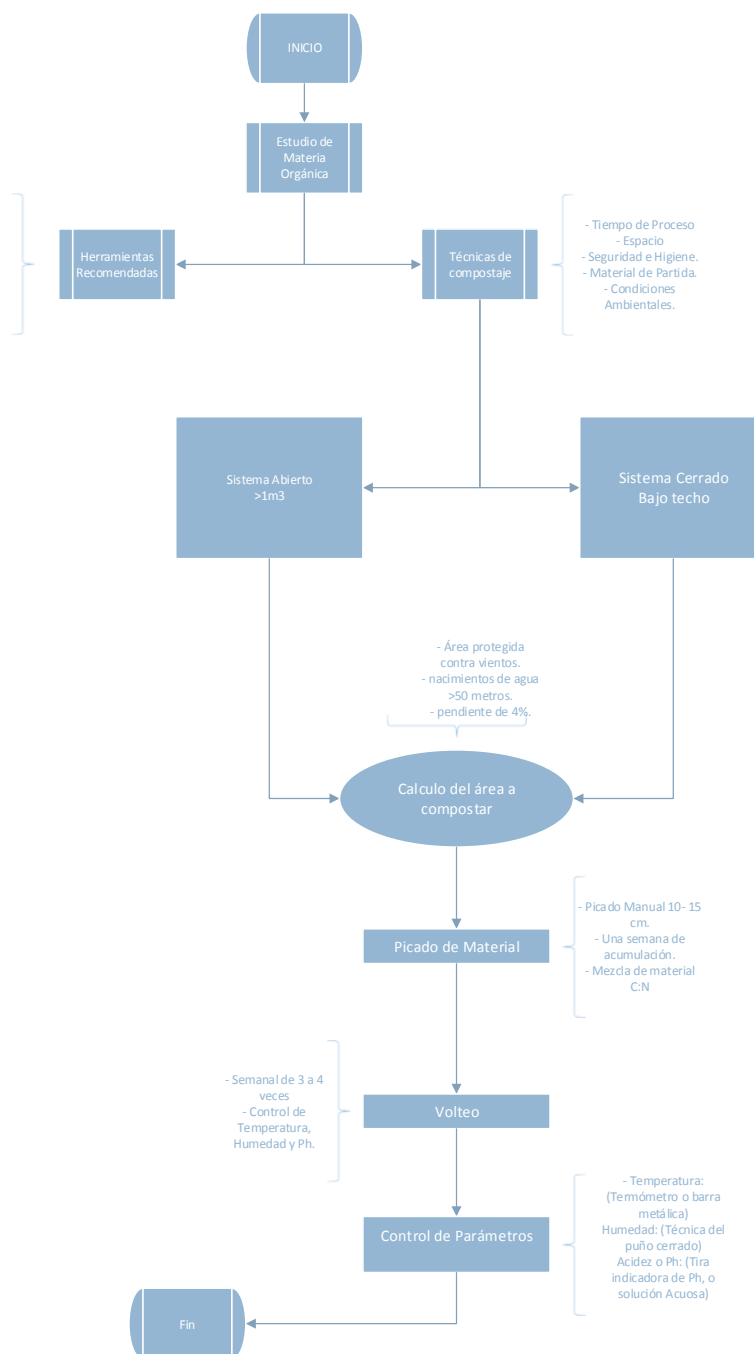 INICIO
Estudio de
Materia
Orgánica
Herramientas
Recomendadas
Técnicas de
compostaje
- Tiempo de Proceso
- Espacio
- Seguridad e Higiene.
- Material de Partida.
- Condiciones
Ambientales.
Sistema Abierto
>1m3
Sistema Cerrado
Bajo techo
- Área protegida
contra vientos.
- nacimientos de agua
>50 metros.
- pendiente de 4%.
Calculo del área a
compostar
Picado de Material
- Picado Manual 10- 15
cm.
- Una semana de
acumulación.
- Mezcla de material
C:N
- Semanal de 3 a 4
veces
- Control de
Temperatura,
Humedad y Ph.
Volteo
Control de Parámetros
- Temperatura:
(Termómetro o barra
metálica)
Humedad: (Técnica del
puño cerrado)
Acidez o Ph: (Tira
indicadora de Ph, o
solución Acuosa)
Fin